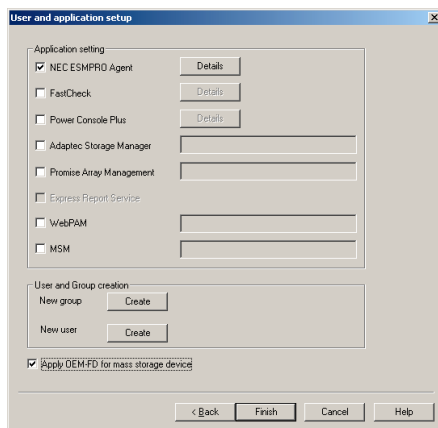 User and application setup
Application setting
NEC ESMPRO Agent Details
FastCheck Details
Power Console Plus Details
Adaptec Storage Manager
Promise Array Management
Express Report Service
WebPAM
MSM
User and Group creation
New group Create
New user Create
Apply OEM-FD for mass storage device
< Back Finish Cancel Help